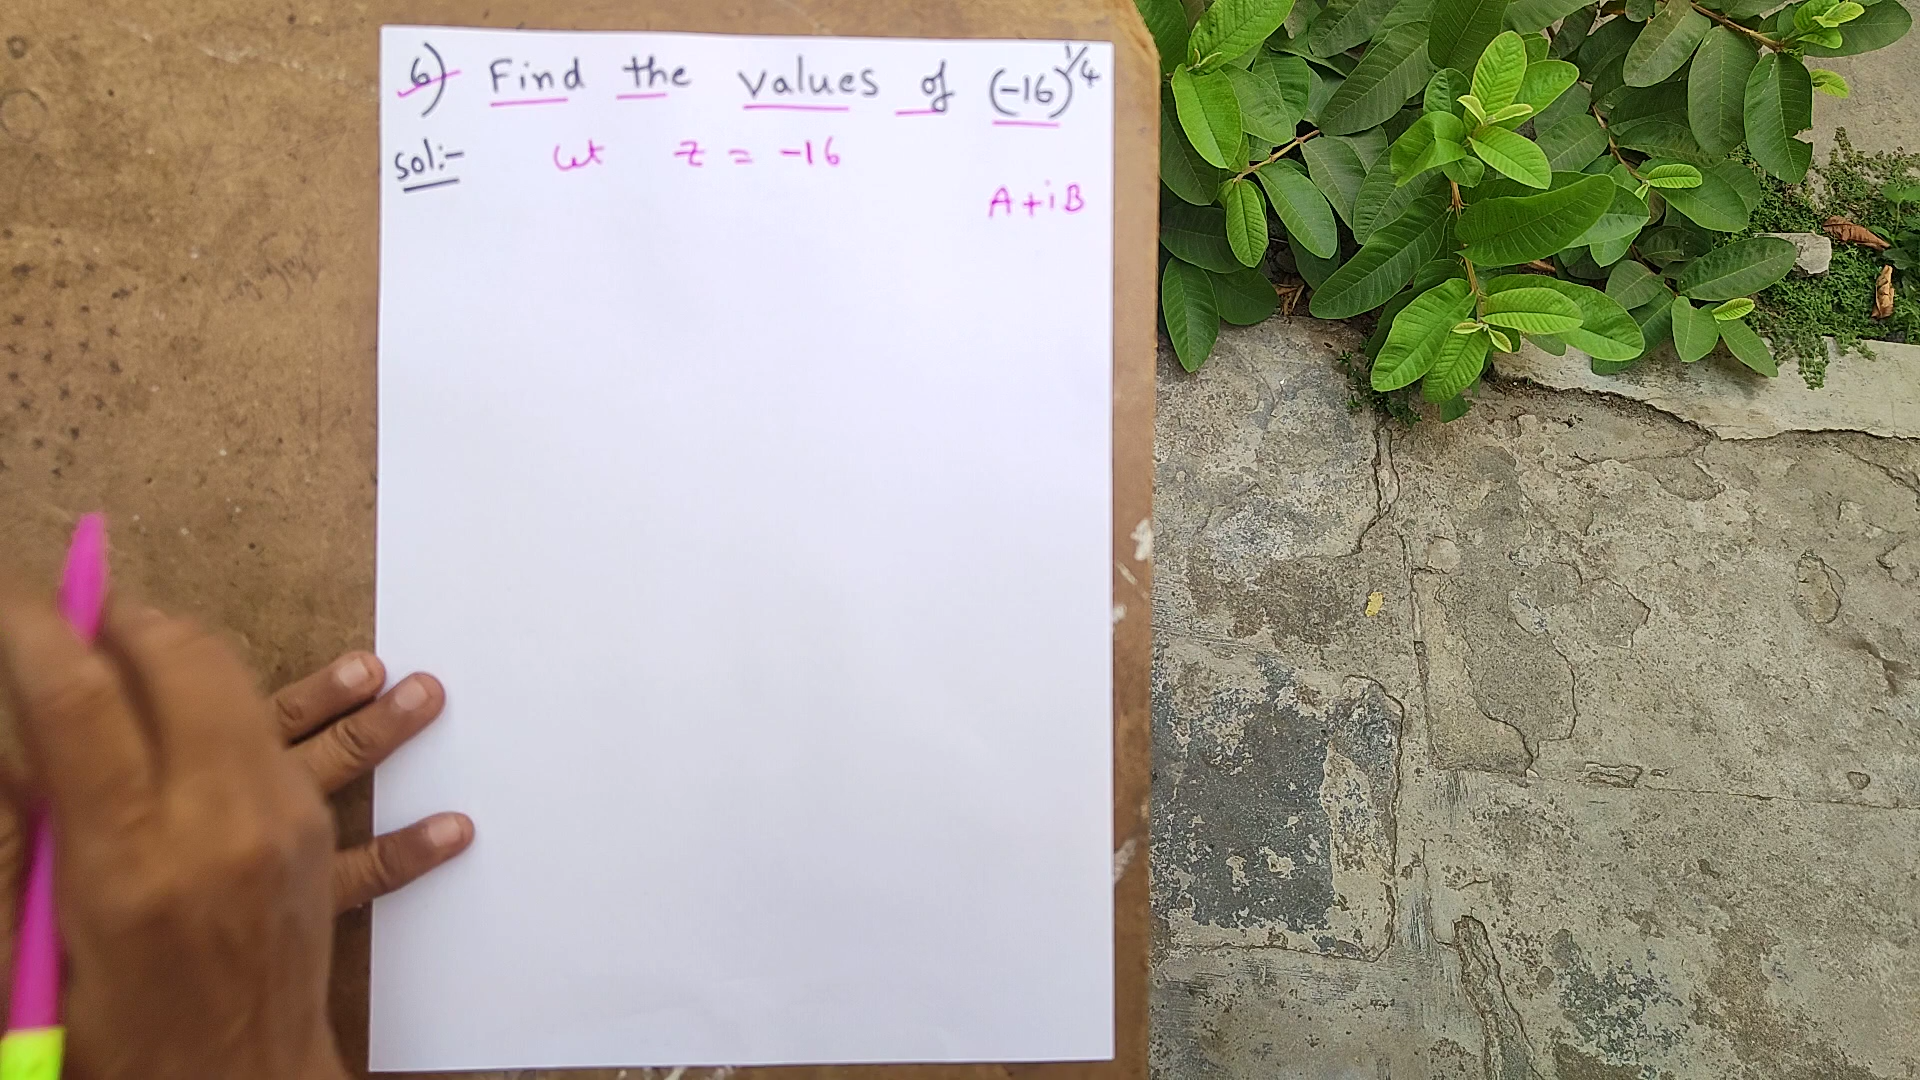 6) Find the values of (-16)^1/4
Sol:- Let z = -16
A+iB